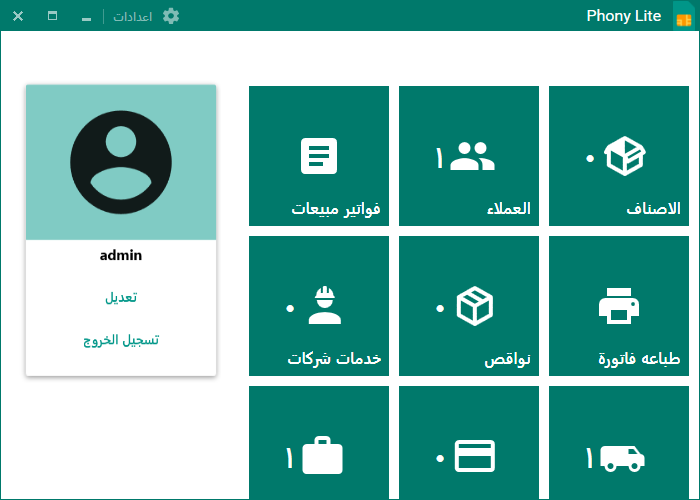 Phony Lite
اعدادات
الاصناف
٠
العملاء
١
فواتير مبيعات
admin
تعديل
تسجيل الخروج
طباعه فاتورة
نواقص
٠
خدمات شركات
٠
١
٠
١